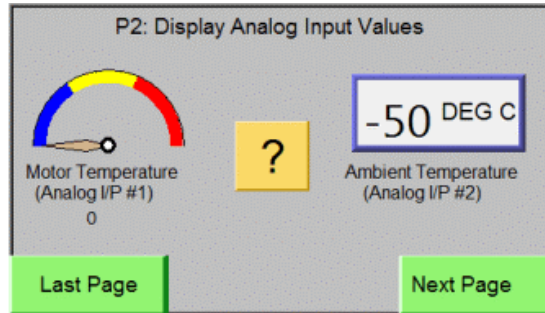 P2: Display Analog Input Values
-50 DEG C
?
Motor Temperature
(Analog I/P #1)
0
Ambient Temperature
(Analog I/P #2)
Last Page
Next Page